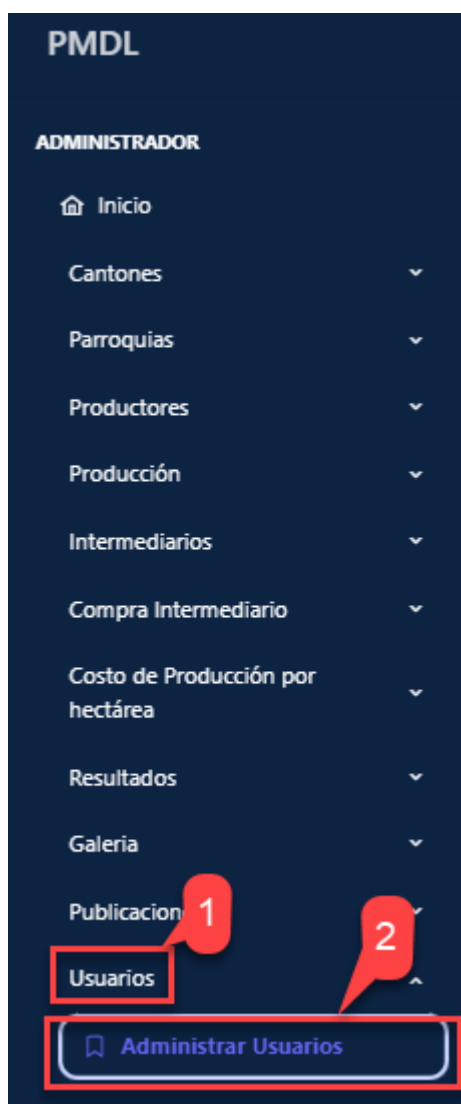 PMDL
ADMINISTRADOR
Inicio
Cantones
Parroquias
Productores
Producción
Intermediarios
Compra Intermediario
Costo de Producción por
hectárea
Resultados
Galeria
Publicacion
1
2
Usuarios
Administrar Usuarios